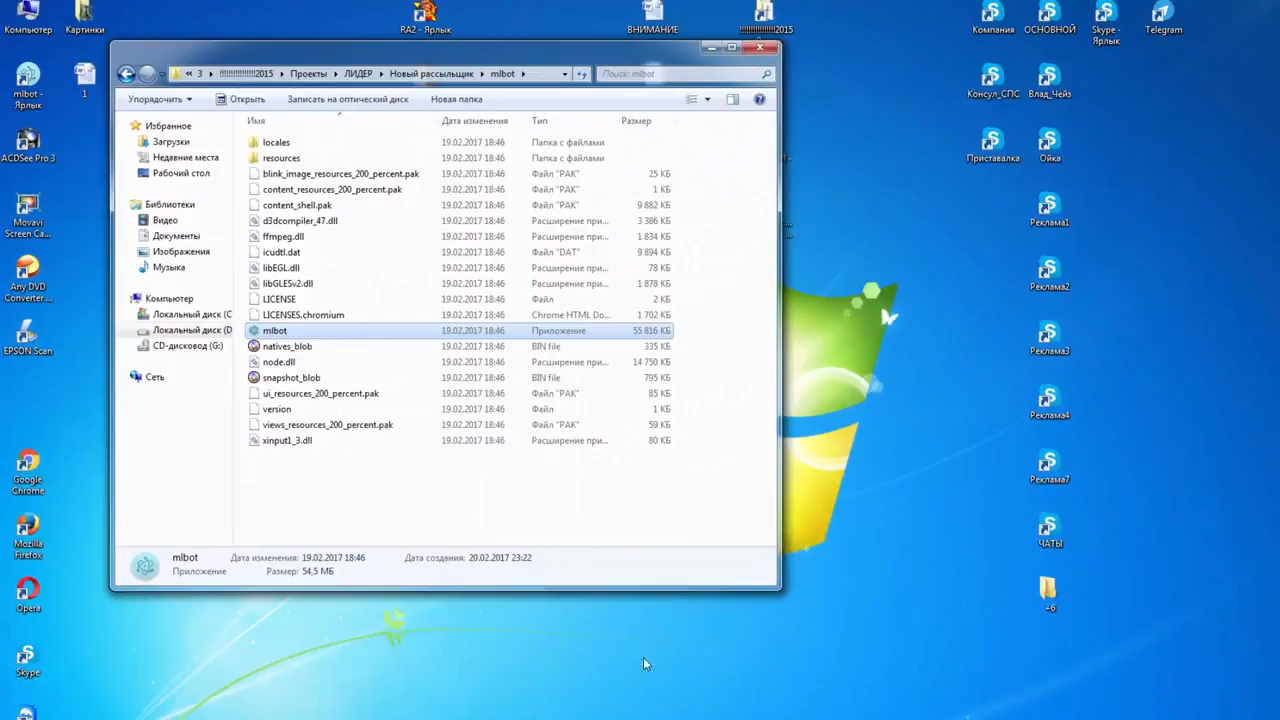 Компьютер
Картинки
RA2 - Ярлык
ВНИМАНИЕ
Компания
ОСНОВНОЙ
Skype - Ярлык
Telegram
« 3 ▸ ▸ Проекты ▸ ЛИДЕР ▸ Новый рассыльщик ▸ mlbot ▸
Поиск: mlbot
Упорядочить
Открыть
Записать на оптический диск
Новая папка
Имя
Дата изменения
Тип
Размер
locales 19.02.2017 18:46 Папка с файлами
resources 19.02.2017 18:46 Папка с файлами
blink_image_resources_200_percent.pak 19.02.2017 18:46 Файл "PAK" 25 КБ
content_resources_200_percent.pak 19.02.2017 18:46 Файл "PAK" 1 КБ
content_shell.pak 19.02.2017 18:46 Файл "PAK" 9 882 КБ
d3dcompiler_47.dll 19.02.2017 18:46 Расширение при... 3 386 КБ
ffmpeg.dll 19.02.2017 18:46 Расширение при... 1 834 КБ
icudtl.dat 19.02.2017 18:46 Файл "DAT" 9 894 КБ
libEGL.dll 19.02.2017 18:46 Расширение при... 78 КБ
libGLESv2.dll 19.02.2017 18:46 Расширение при... 1 878 КБ
LICENSE 19.02.2017 18:46 Файл 2 КБ
LICENSES.chromium 19.02.2017 18:46 Chrome HTML Do... 1 702 КБ
mlbot 19.02.2017 18:46 Приложение 55 816 КБ
natives_blob 19.02.2017 18:46 BIN file 335 КБ
node.dll 19.02.2017 18:46 Расширение при... 14 750 КБ
snapshot_blob 19.02.2017 18:46 BIN file 795 КБ
ui_resources_200_percent.pak 19.02.2017 18:46 Файл "PAK" 85 КБ
version 19.02.2017 18:46 Файл 1 КБ
views_resources_200_percent.pak 19.02.2017 18:46 Файл "PAK" 59 КБ
xinput1_3.dll 19.02.2017 18:46 Расширение при... 80 КБ
Избранное
Загрузки
Недавние места
Рабочий стол
Библиотеки
Видео
Документы
Изображения
Музыка
Компьютер
Локальный диск (C
Локальный диск (D
CD-дисковод (G:)
Сеть
mlbot Дата изменения: 19.02.2017 18:46 Дата создания: 20.02.2017 23:22
Приложение Размер: 54,5 МБ
mlbot - Ярлык
1
ACDSee Pro 3
Movavi Screen Ca...
Any DVD Converter ...
EPSON Scan
Google Chrome
Mozilla Firefox
Opera
Skype
Консул_СПС
Влад_Чейз
Приставалка
Ойка
Реклама1
Реклама2
Реклама3
Реклама4
Реклама7
ЧАТЫ
+6